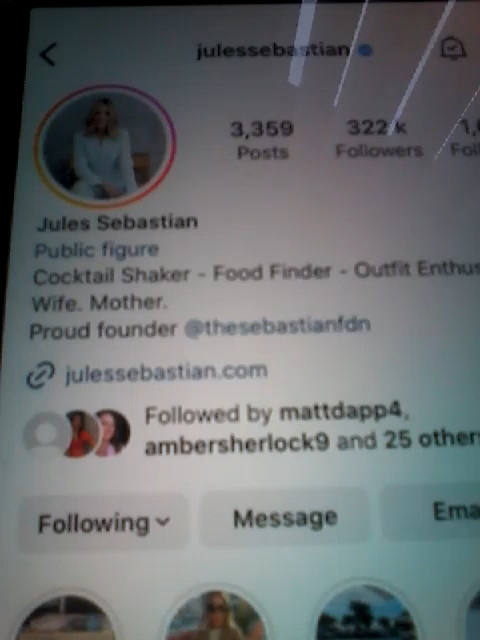 julessebastian
3,359
Posts
322 k
Followers
Jules Sebastian
Public figure
Cocktail Shaker - Food Finder - Outfit Enthus
Wife. Mother.
Proud founder @thesebastianfdn
julessebastian.com
Followed by mattdapp4,
ambersherlock9 and 25 other
Following
Message
Ema